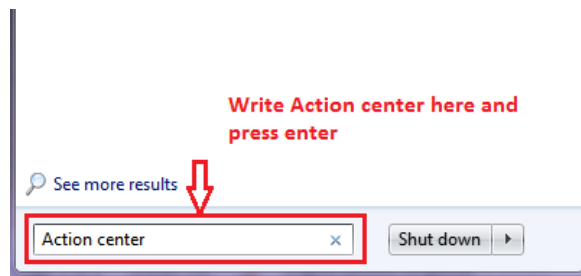 Write Action center here and
press enter
See more results
Action center
Shut down